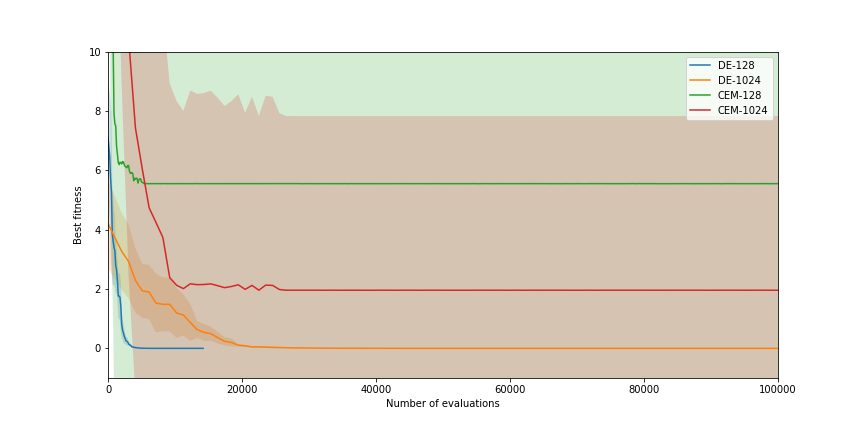 10
8
6
4
2
0
Best fitness
0
20000
40000
60000
80000
100000
Number of evaluations
DE-128
DE-1024
CEM-128
CEM-1024